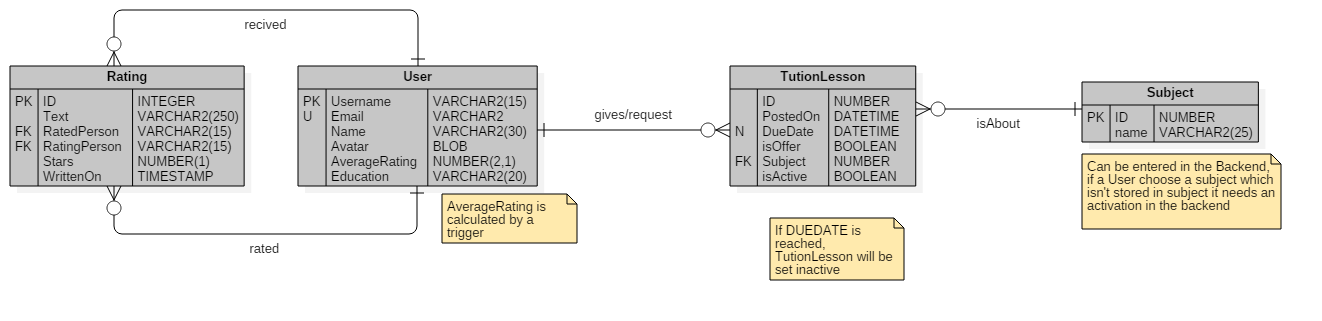 recived
Rating
PK ID INTEGER
Text VARCHAR2(250)
FK RatedPerson VARCHAR2(15)
FK RatingPerson VARCHAR2(15)
Stars NUMBER(1)
WrittenOn TIMESTAMP
rated
User
PK Username VARCHAR2(15)
U Email VARCHAR2
Name VARCHAR2(30)
Avatar BLOB
AverageRating NUMBER(2,1)
Education VARCHAR2(20)
AverageRating is
calculated by a
trigger
gives/request
TutionLesson
ID NUMBER
PostedOn DATETIME
N DueDate DATETIME
isOffer BOOLEAN
FK Subject NUMBER
isActive BOOLEAN
If DUEDATE is
reached,
TutionLesson will be
set inactive
isAbout
Subject
PK ID NUMBER
name VARCHAR2(25)
Can be entered in the Backend,
if a User choose a subject which
isn't stored in subject it needs an
activation in the backend